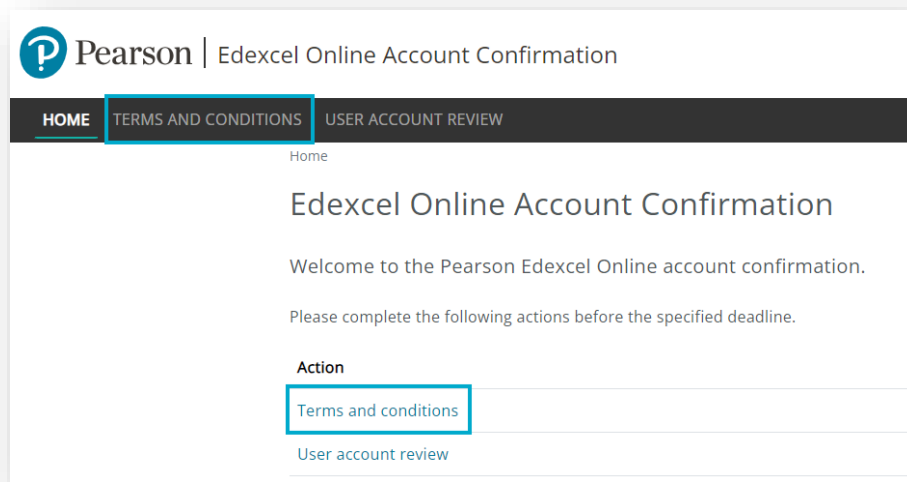 Pearson | Edexcel Online Account Confirmation
HOME TERMS AND CONDITIONS USER ACCOUNT REVIEW
Home
Edexcel Online Account Confirmation
Welcome to the Pearson Edexcel Online account confirmation.
Please complete the following actions before the specified deadline.
Action
Terms and conditions
User account review